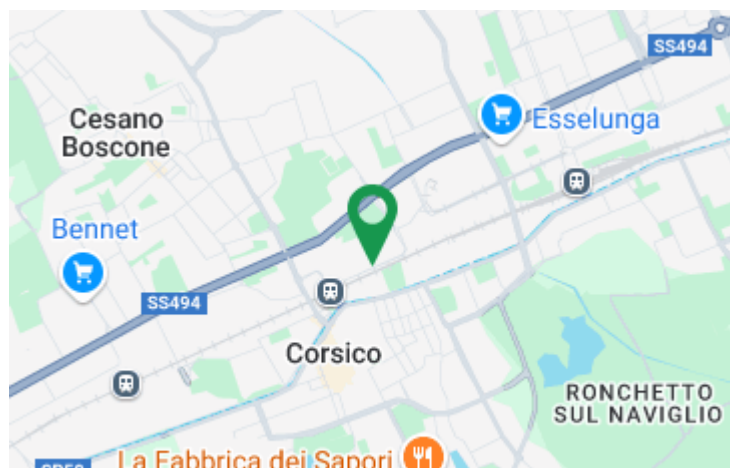 SS494
Cesano
Boscone
Esselunga
Bennet
SS494
Corsico
RONCHETTO
SUL NAVIGLIO
La Fabbrica dei Sapori